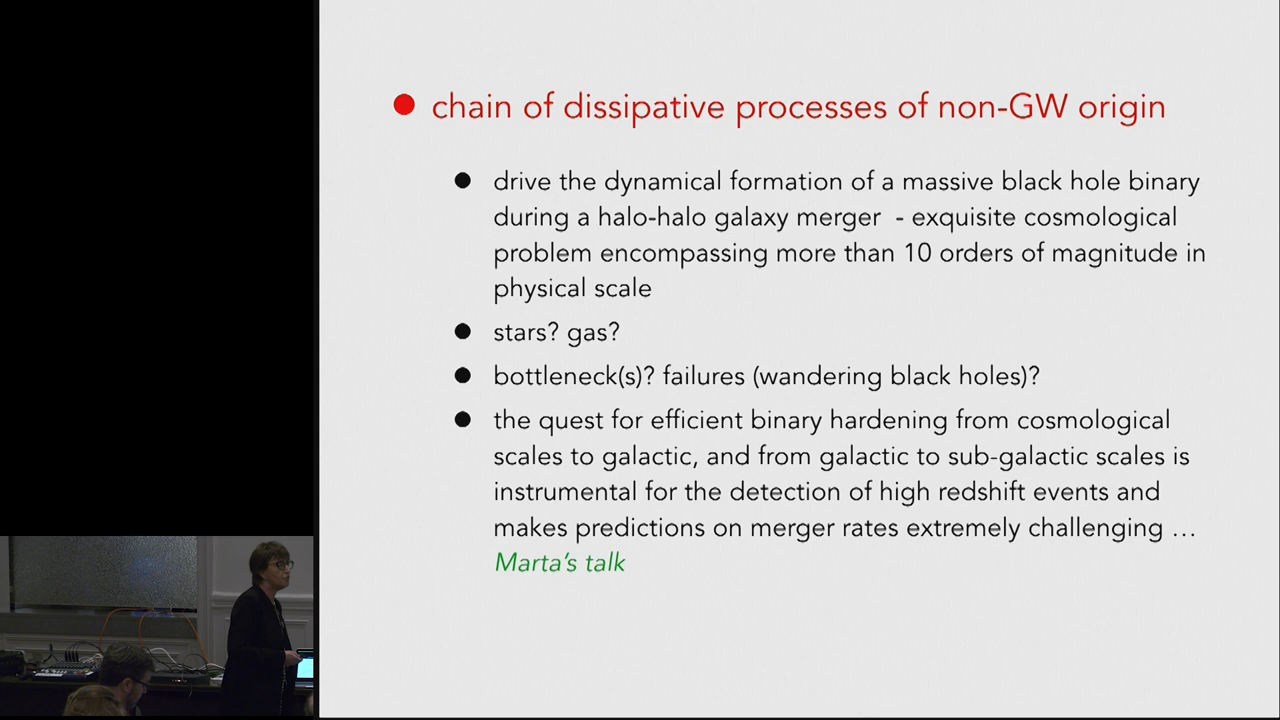 chain of dissipative processes of non-GW origin
drive the dynamical formation of a massive black hole binary
during a halo-halo galaxy merger - exquisite cosmological
problem encompassing more than 10 orders of magnitude in
physical scale
stars? gas?
bottleneck(s)? failures (wandering black holes)?
the quest for efficient binary hardening from cosmological
scales to galactic, and from galactic to sub-galactic scales is
instrumental for the detection of high redshift events and
makes predictions on merger rates extremely challenging …
Marta's talk